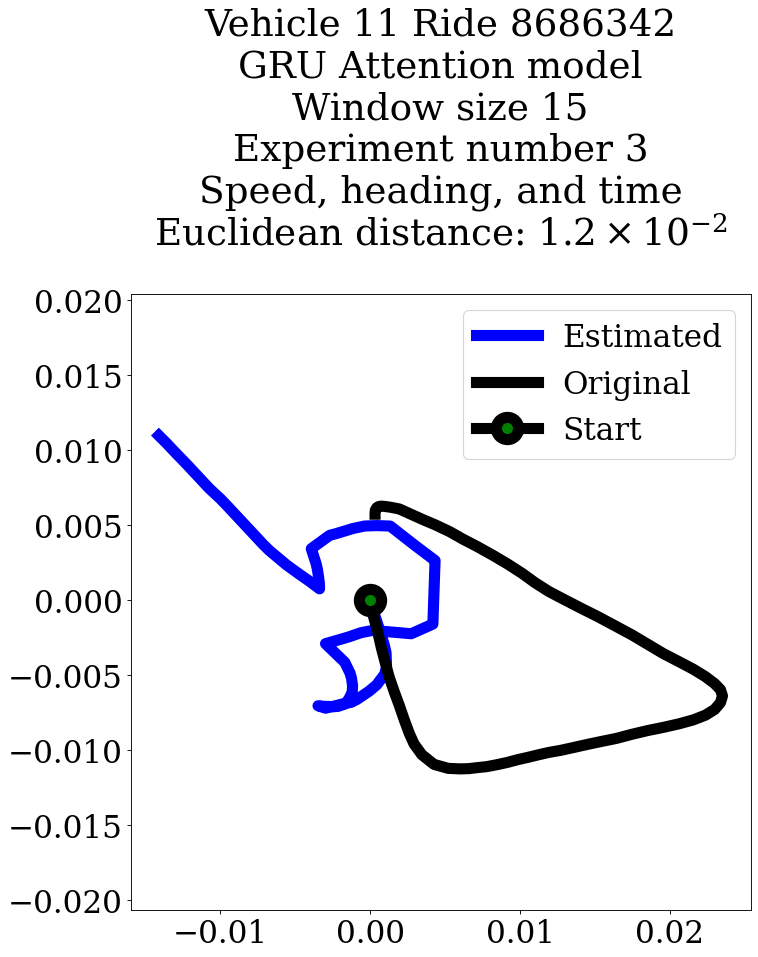 Vehicle 11 Ride 8686342
GRU Attention model
Window size 15
Experiment number 3
Speed, heading, and time
Euclidean distance: 1.2 × 10⁻²
Estimated
Original
Start
0.020
0.015
0.010
0.005
0.000
−0.005
−0.010
−0.015
−0.020
−0.01 0.00 0.01 0.02